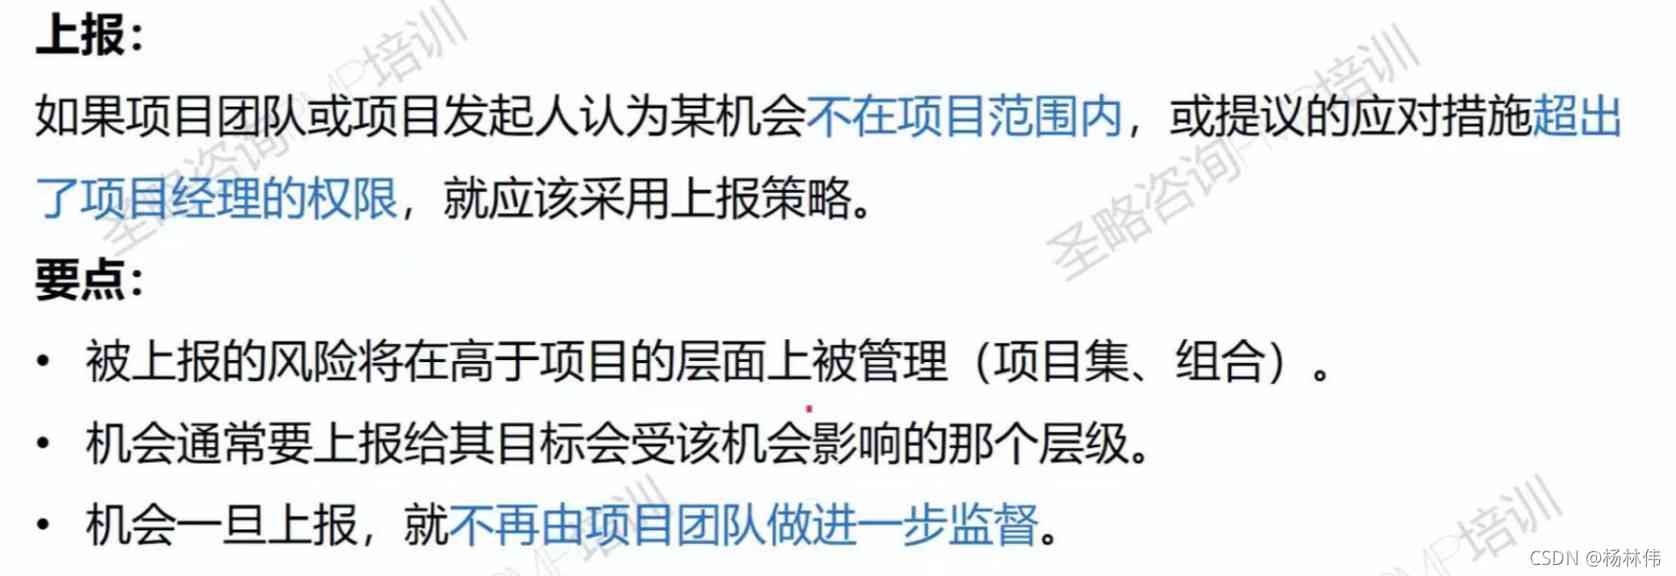 上报：
如果项目团队或项目发起人认为某机会不在项目范围内，或提议的应对措施超出
了项目经理的权限，就应该采用上报策略。
要点：
• 被上报的风险将在高于项目的层面上被管理（项目集、组合）。
• 机会通常要上报给其目标会受该机会影响的那个层级。
• 机会一旦上报，就不再由项目团队做进一步监督。
圣略咨询PMP培训
圣略咨询PMP培训
MP培训
CSDN @杨林伟